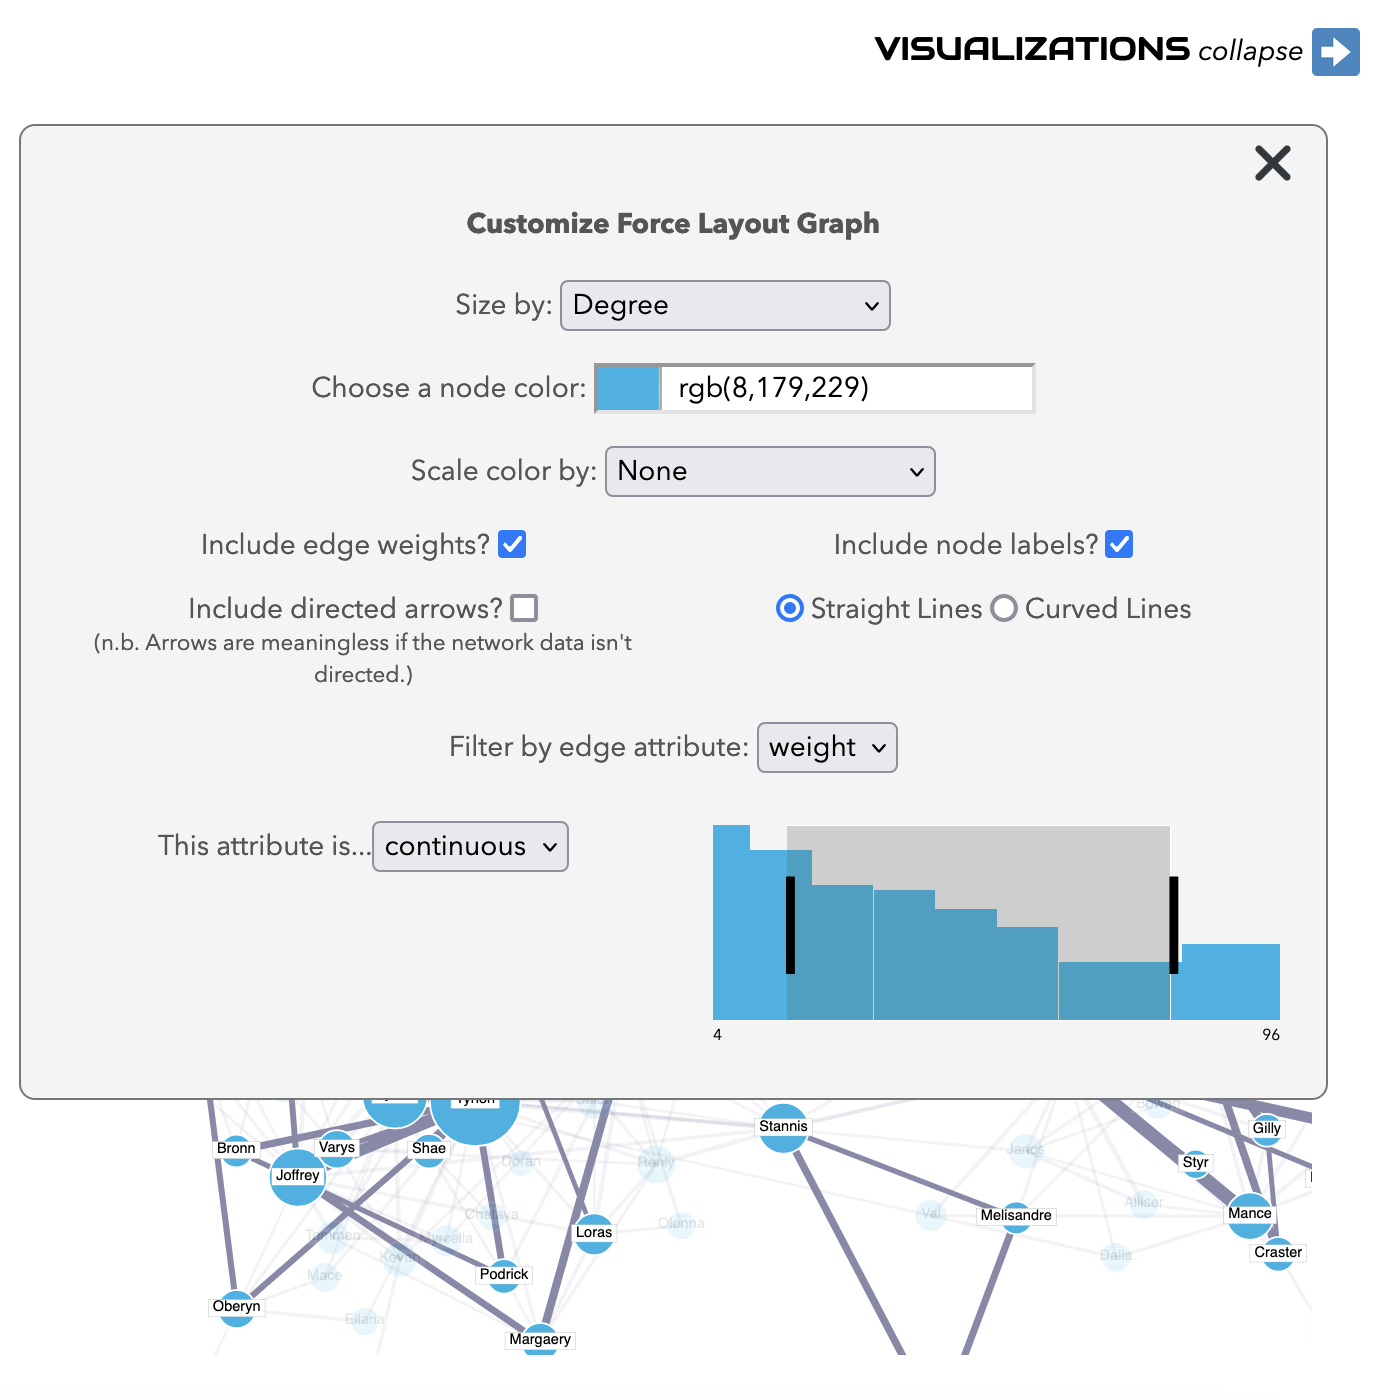 VISUALIZATIONS collapse
Customize Force Layout Graph
Size by: Degree
Choose a node color: rgb(8,179,229)
Scale color by: None
Include edge weights? Include node labels?
Include directed arrows? Straight Lines Curved Lines
(n.b. Arrows are meaningless if the network data isn't
directed.)
Filter by edge attribute: weight
This attribute is... continuous
4 96
Tyrion
Stannis
Gilly
Bronn Varys Shae
Joffrey
Doran Renly Janos Styr
Chataya Val Melisandre Alliser Mance
Tommen Myrcella Loras Olenna
Kevan Dalla Craster
Mace Podrick
Oberyn Ellaria
Margaery